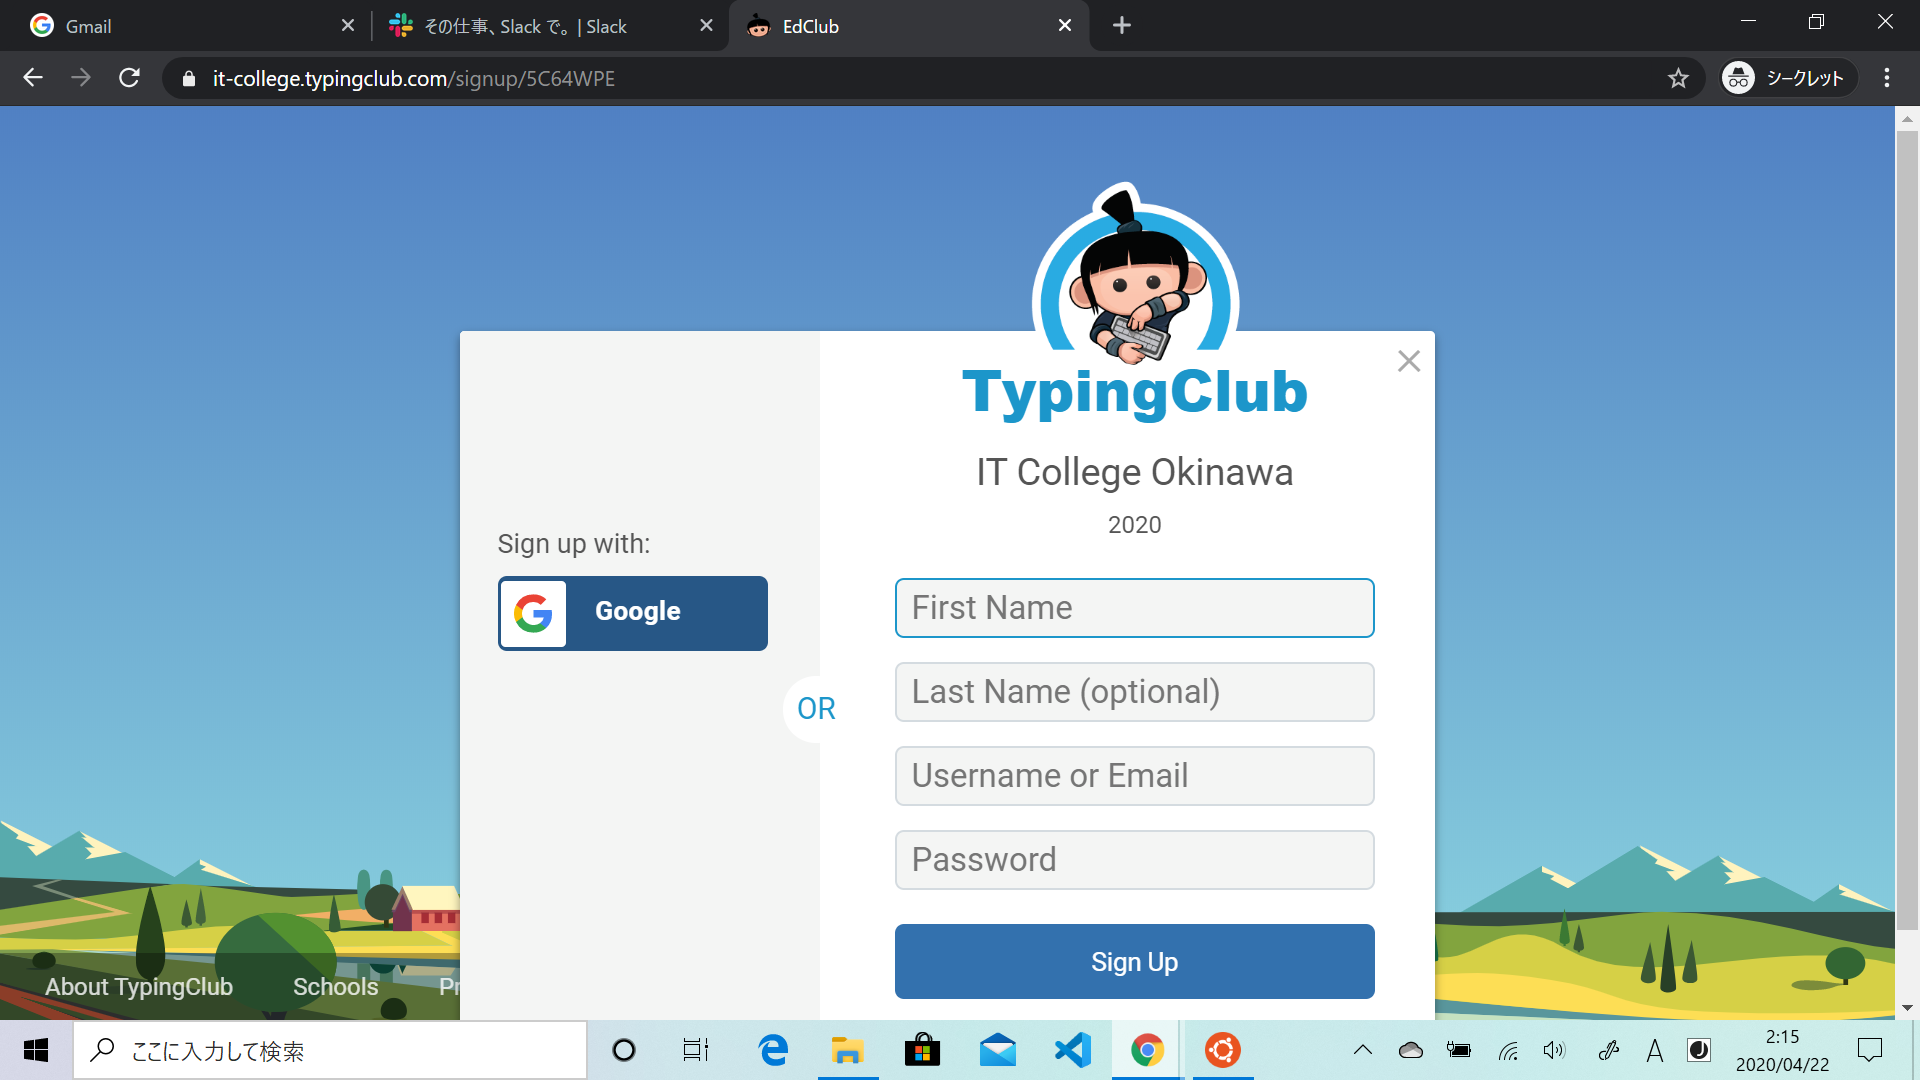 Gmail
その仕事、Slack で。 | Slack
EdClub
it-college.typingclub.com/signup/5C64WPE
シークレット
TypingClub
IT College Okinawa
2020
Sign up with:
Google
OR
First Name
Last Name (optional)
Username or Email
Password
Sign Up
About TypingClub
Schools
Pr
ここに入力して検索
A
J
2:15
2020/04/22